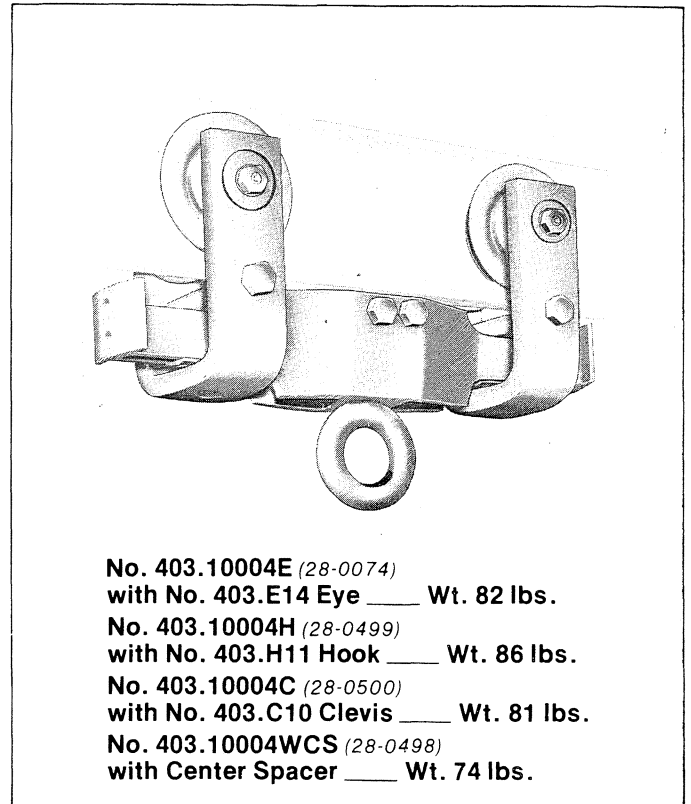 No. 403.10004E (28-0074)
with No. 403.E14 Eye ____ Wt. 82 lbs.
No. 403.10004H (28-0499)
with No. 403.H11 Hook ____ Wt. 86 lbs.
No. 403.10004C (28-0500)
with No. 403.C10 Clevis ____ Wt. 81 lbs.
No. 403.10004WCS (28-0498)
with Center Spacer ____ Wt. 74 lbs.